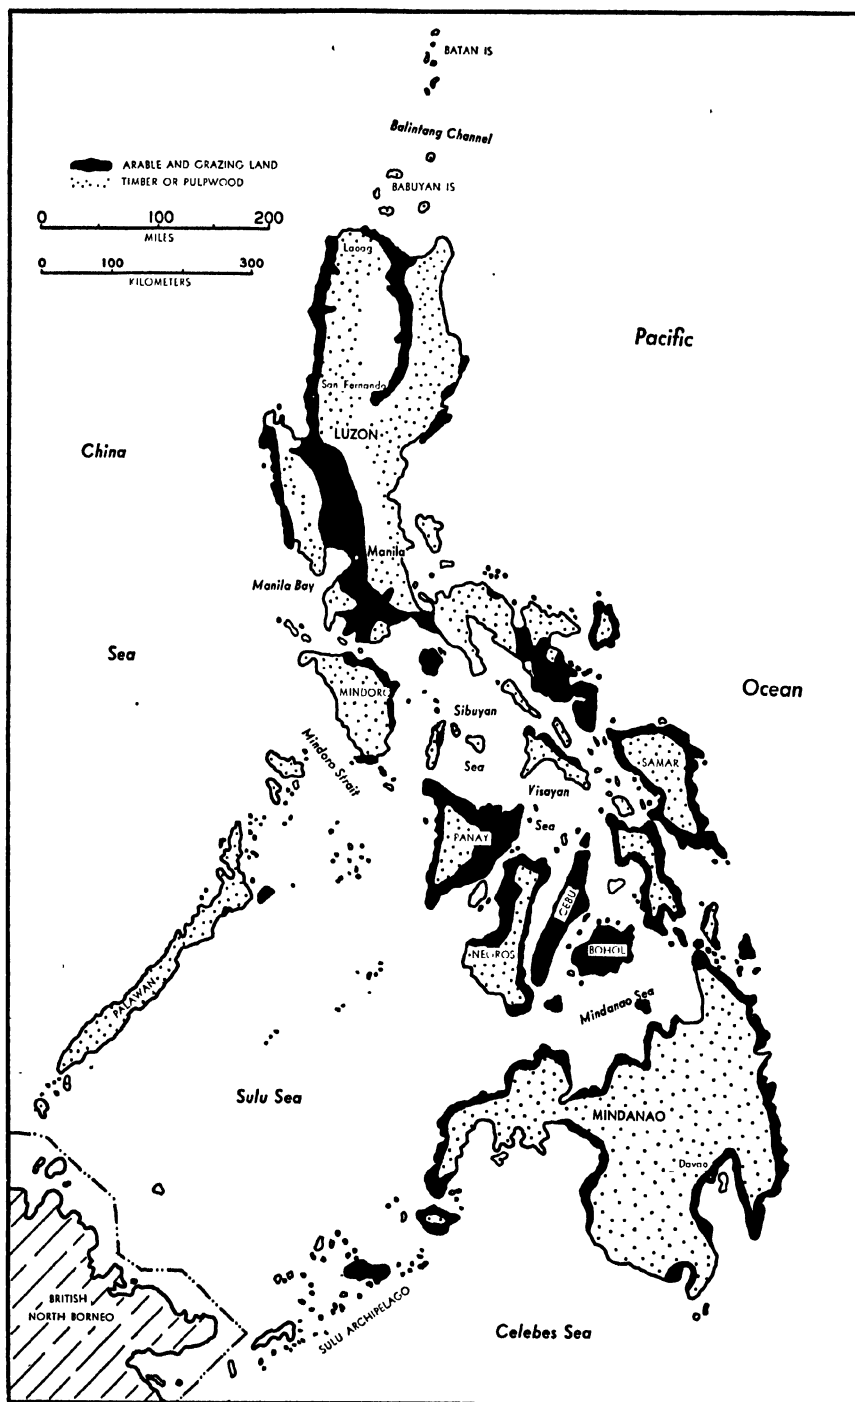 BATAN IS
Balintang Channel
ARABLE AND GRAZING LAND
TIMBER OR PULPWOOD
BABUYAN IS
0 100 200
MILES
0 100 300
KILOMETERS
Laoag
Pacific
San Fernando
LUZON
China
Manila
Manila Bay
Sea
MINDORO
Ocean
Sibuyan
Mindoro Strait
Sea
SAMAR
Visayan
Sea
PANAY
CEBU
NEGROS
BOHOL
PALAWAN
Mindanao Sea
Sulu Sea
MINDANAO
Davao
BRITISH
NORTH BORNEO
SULU ARCHIPELAGO
Celebes Sea